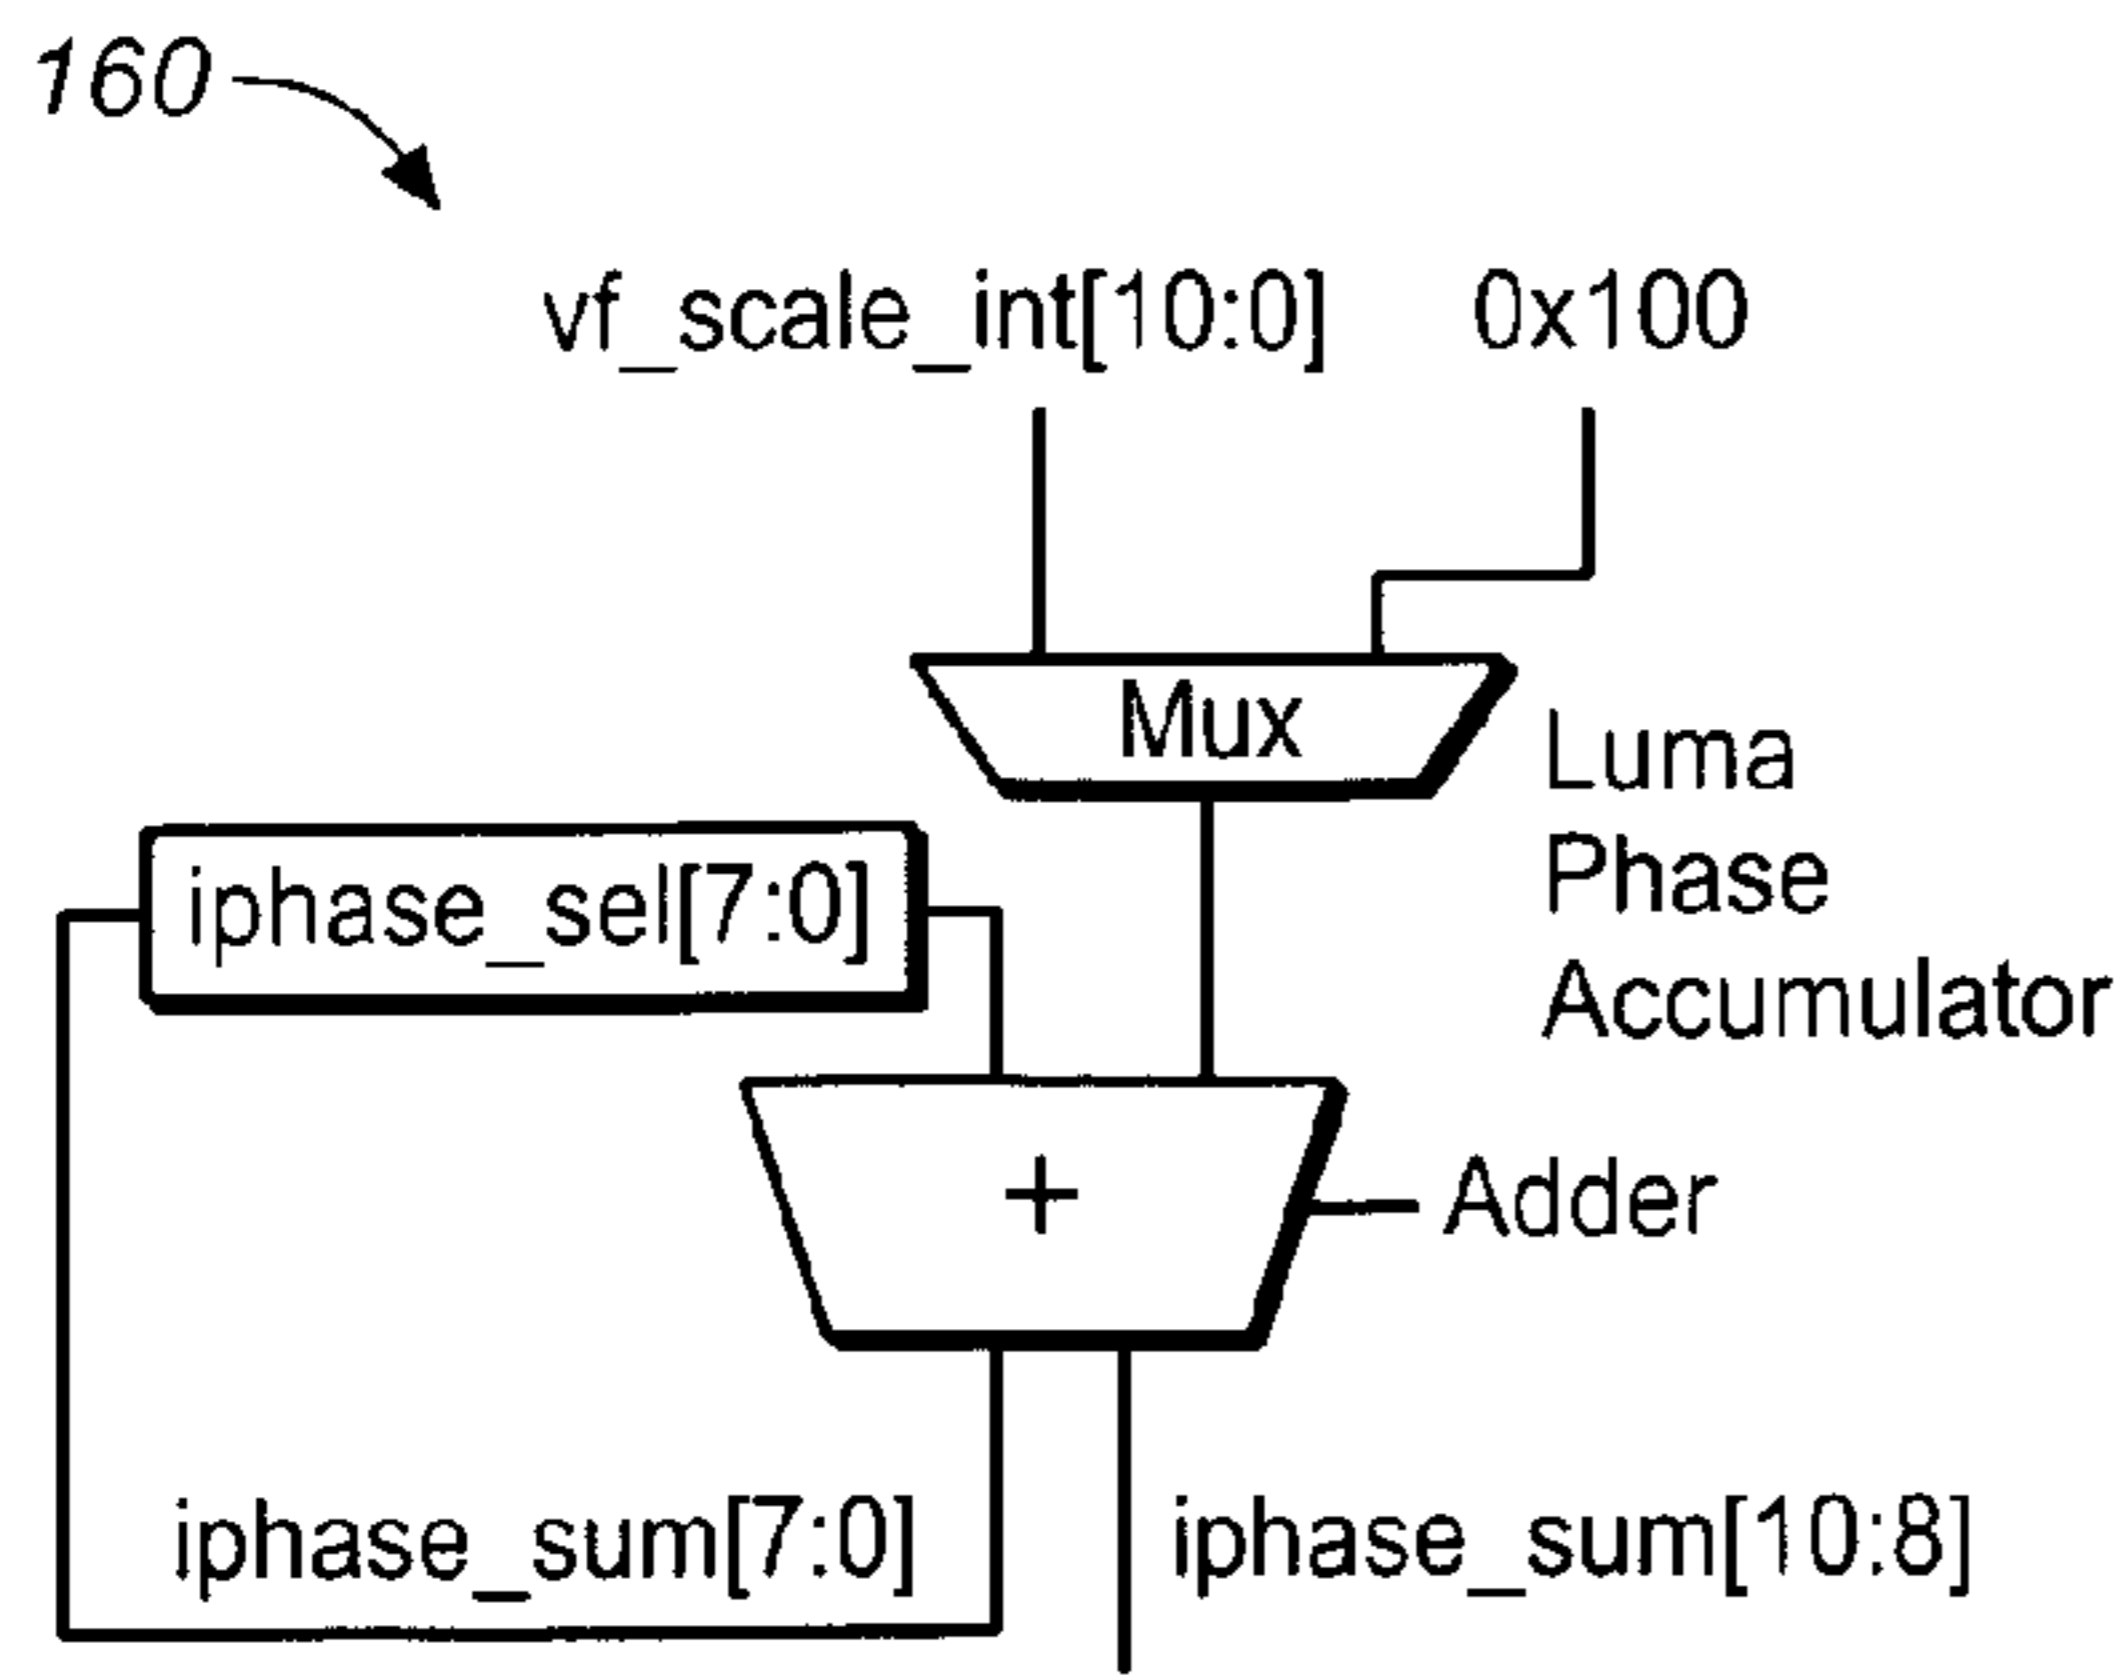 160
vf_scale_int[10:0] 0x100
Mux
Luma
Phase
Accumulator
iphase_sel[7:0]
+
Adder
iphase_sum[7:0]
iphase_sum[10:8]